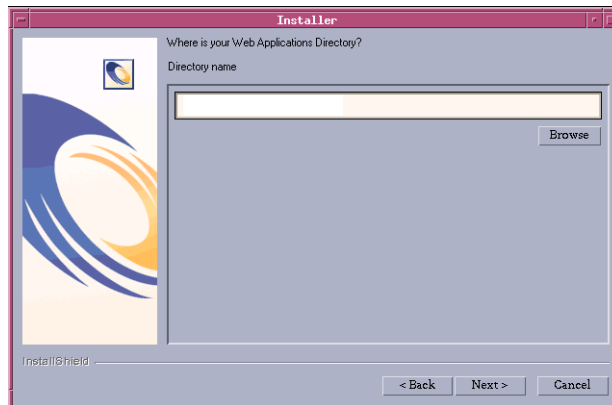 Installer
Where is your Web Applications Directory?
Directory name
Browse
InstallShield
< Back Next > Cancel